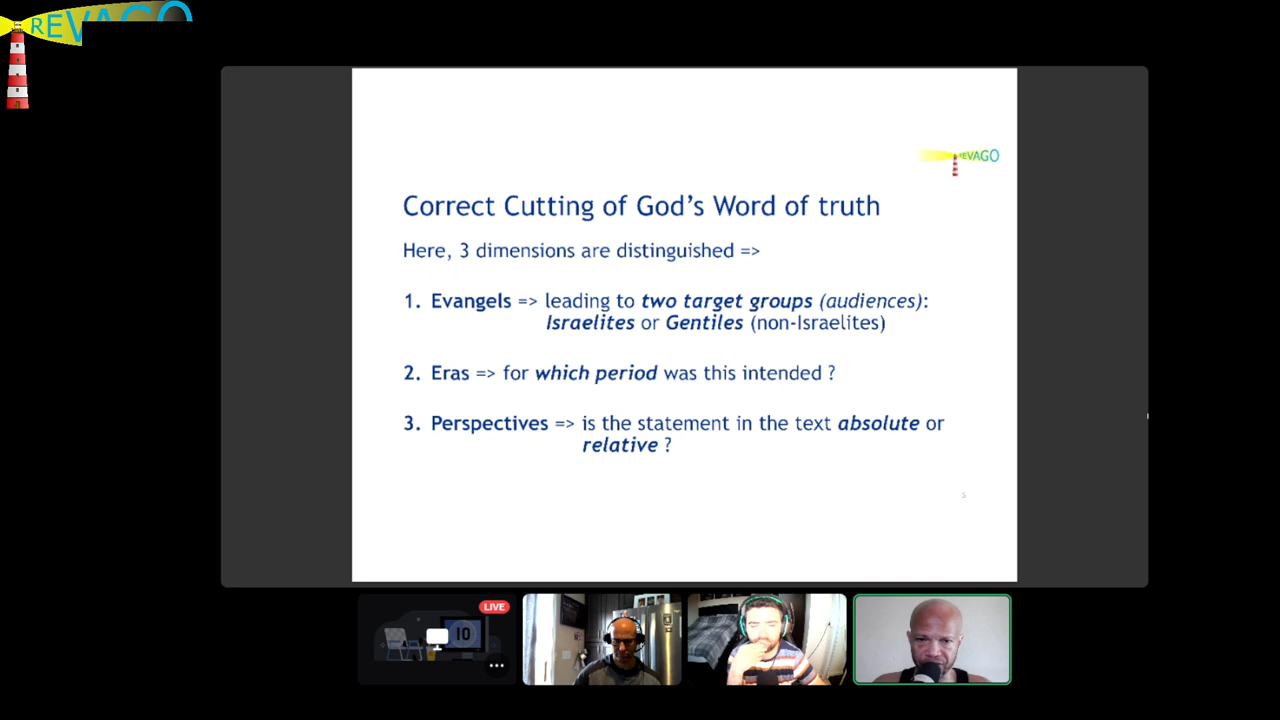 REVAGO
REVAGO
Correct Cutting of God's Word of truth
Here, 3 dimensions are distinguished =>
1. Evangels => leading to two target groups (audiences):
Israelites or Gentiles (non-Israelites)
2. Eras => for which period was this intended ?
3. Perspectives => is the statement in the text absolute or
relative ?
LIVE
10